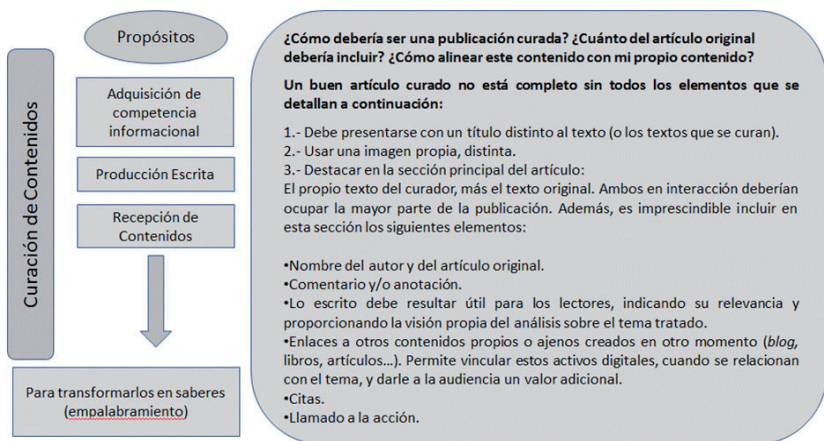 Curación de Contenidos
Propósitos
Adquisición de
competencia
informacional
Producción Escrita
Recepción de
Contenidos
Para transformarlos en saberes
(empalabramiento)
¿Cómo debería ser una publicación curada? ¿Cuánto del artículo original
debería incluir? ¿Cómo alinear este contenido con mi propio contenido?
Un buen artículo curado no está completo sin todos los elementos que se
detallan a continuación:
1.- Debe presentarse con un título distinto al texto (o los textos que se curan).
2.- Usar una imagen propia, distinta.
3.- Destacar en la sección principal del artículo:
El propio texto del curador, más el texto original. Ambos en interacción deberían
ocupar la mayor parte de la publicación. Además, es imprescindible incluir en
esta sección los siguientes elementos:
•Nombre del autor y del artículo original.
•Comentario y/o anotación.
•Lo escrito debe resultar útil para los lectores, indicando su relevancia y
proporcionando la visión propia del análisis sobre el tema tratado.
•Enlaces a otros contenidos propios o ajenos creados en otro momento (blog,
libros, artículos...). Permite vincular estos activos digitales, cuando se relacionan
con el tema, y darle a la audiencia un valor adicional.
•Citas.
•Llamado a la acción.